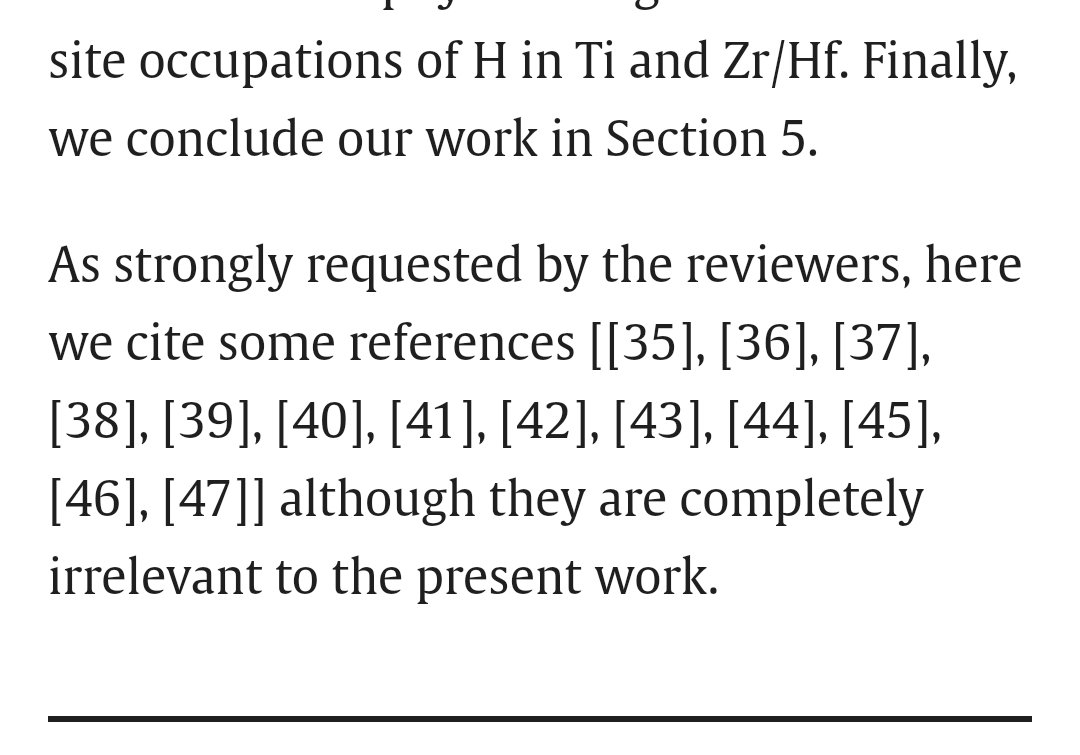 site occupations of H in Ti and Zr/Hf. Finally,
we conclude our work in Section 5.
As strongly requested by the reviewers, here
we cite some references [[35], [36], [37],
[38], [39], [40], [41], [42], [43], [44], [45],
[46], [47]] although they are completely
irrelevant to the present work.